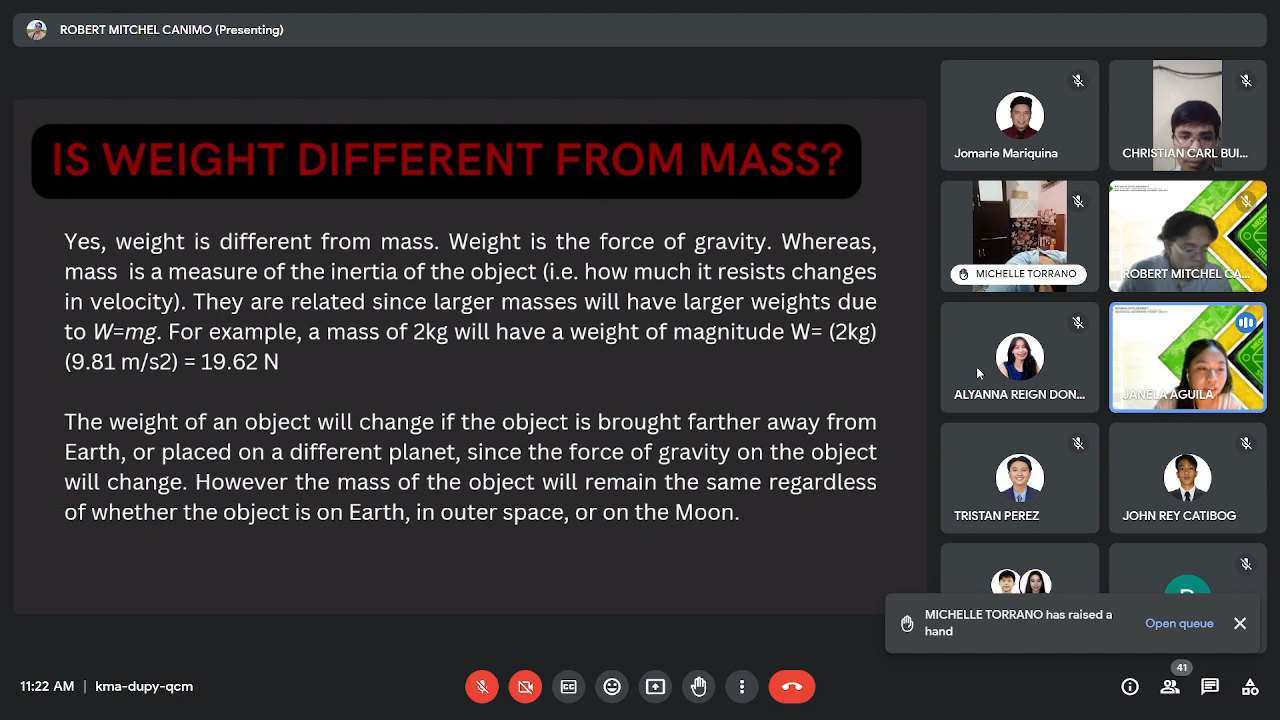 ROBERT MITCHEL CANIMO (Presenting)
IS WEIGHT DIFFERENT FROM MASS?
Yes, weight is different from mass. Weight is the force of gravity. Whereas,
mass is a measure of the inertia of the object (i.e. how much it resists changes
in velocity). They are related since larger masses will have larger weights due
to W=mg. For example, a mass of 2kg will have a weight of magnitude W= (2kg)
(9.81 m/s2) = 19.62 N
The weight of an object will change if the object is brought farther away from
Earth, or placed on a different planet, since the force of gravity on the object
will change. However the mass of the object will remain the same regardless
of whether the object is on Earth, in outer space, or on the Moon.
Jomarie Mariquina
CHRISTIAN CARL BUI...
MICHELLE TORRANO
ROBERT MITCHEL CA...
ALYANNA REIGN DON...
JANELA AGUILA
TRISTAN PEREZ
JOHN REY CATIBOG
MICHELLE TORRANO has raised a
hand
Open queue
11:22 AM | kma-dupy-qcm
41